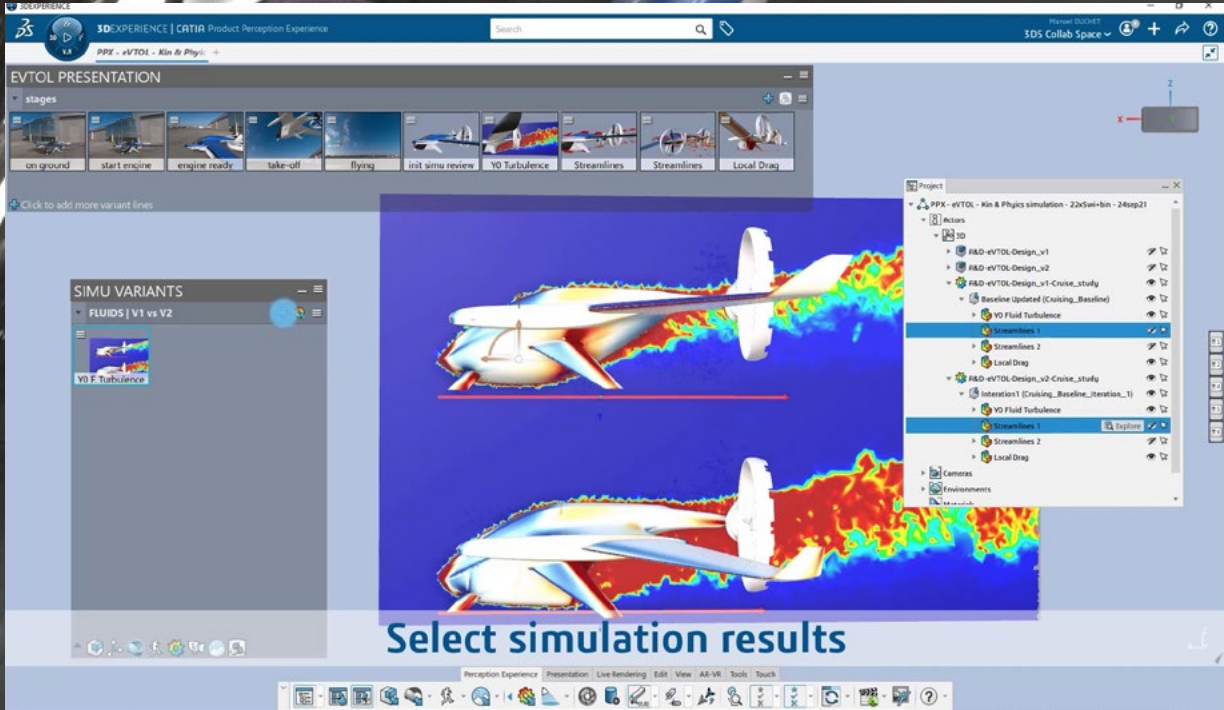 3DEXPERIENCE
3DEXPERIENCE | CATIA Product Perception Experience
Search
Manuel DUCHET
3DS Collab Space
V.R
PPX - eVTOL - Kin & Phyic
EVTOL PRESENTATION
stages
on ground
start engine
engine ready
take-off
flying
init simu review
Y0 Turbulence
Streamlines
Streamlines
Local Drag
Click to add more variant lines
Z
X
Project
PPX - eVTOL - Kin & Phyics simulation - 22xSwi+bin - 24sep21
Actors
3D
A&D-eVTOL-Design_v1
A&D-eVTOL-Design_v2
A&D-eVTOL-Design_v1-Cruise_study
Baseline Updated (Cruising_Baseline)
Y0 Fluid Turbulence
Streamlines 1
Streamlines 2
Local Drag
A&D-eVTOL-Design_v2-Cruise_study
Interation1 (Cruising_Baseline_Iteration_1)
Y0 Fluid Turbulence
Streamlines 1
Explore
Streamlines 2
Local Drag
Cameras
Environments
Materials
SIMU VARIANTS
FLUIDS | V1 vs V2
Y0 F. Turbulence
Select simulation results
Perception Experience Presentation Live Rendering Edit View AR-VR Tools Touch